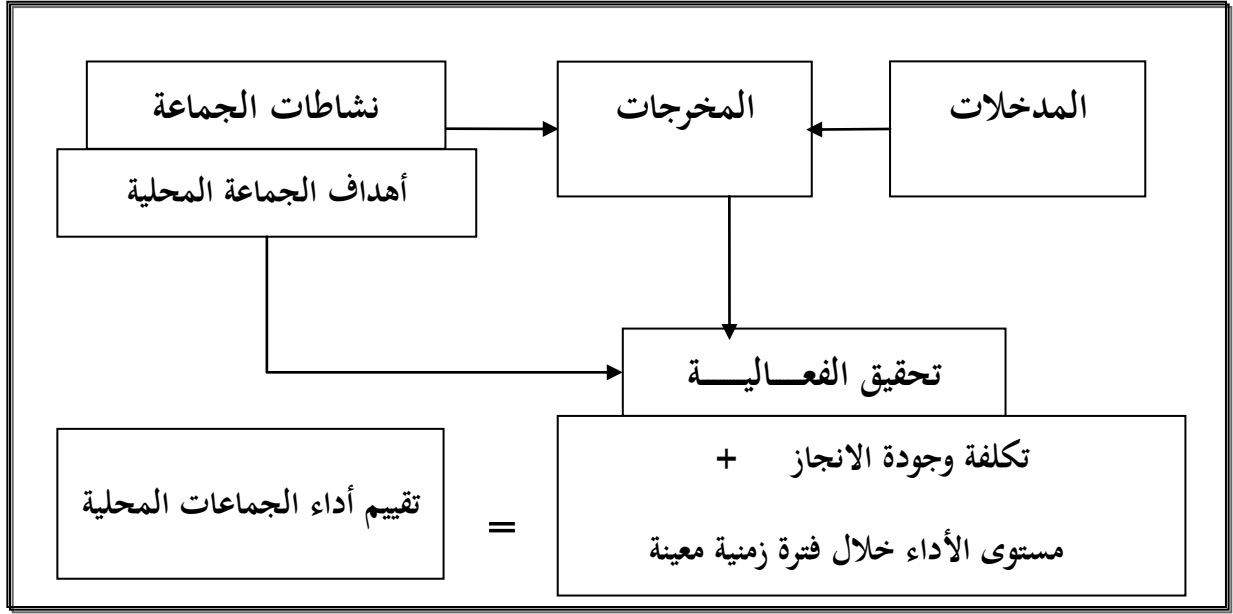 المدخلات
المخرجات
نشاطات الجماعة
أهداف الجماعة المحلية
تحقيق الفعـــاليـــــة
تكلفة وجودة الانجاز +
مستوى الأداء خلال فترة زمنية معينة
=
تقييم أداء الجماعات المحلية